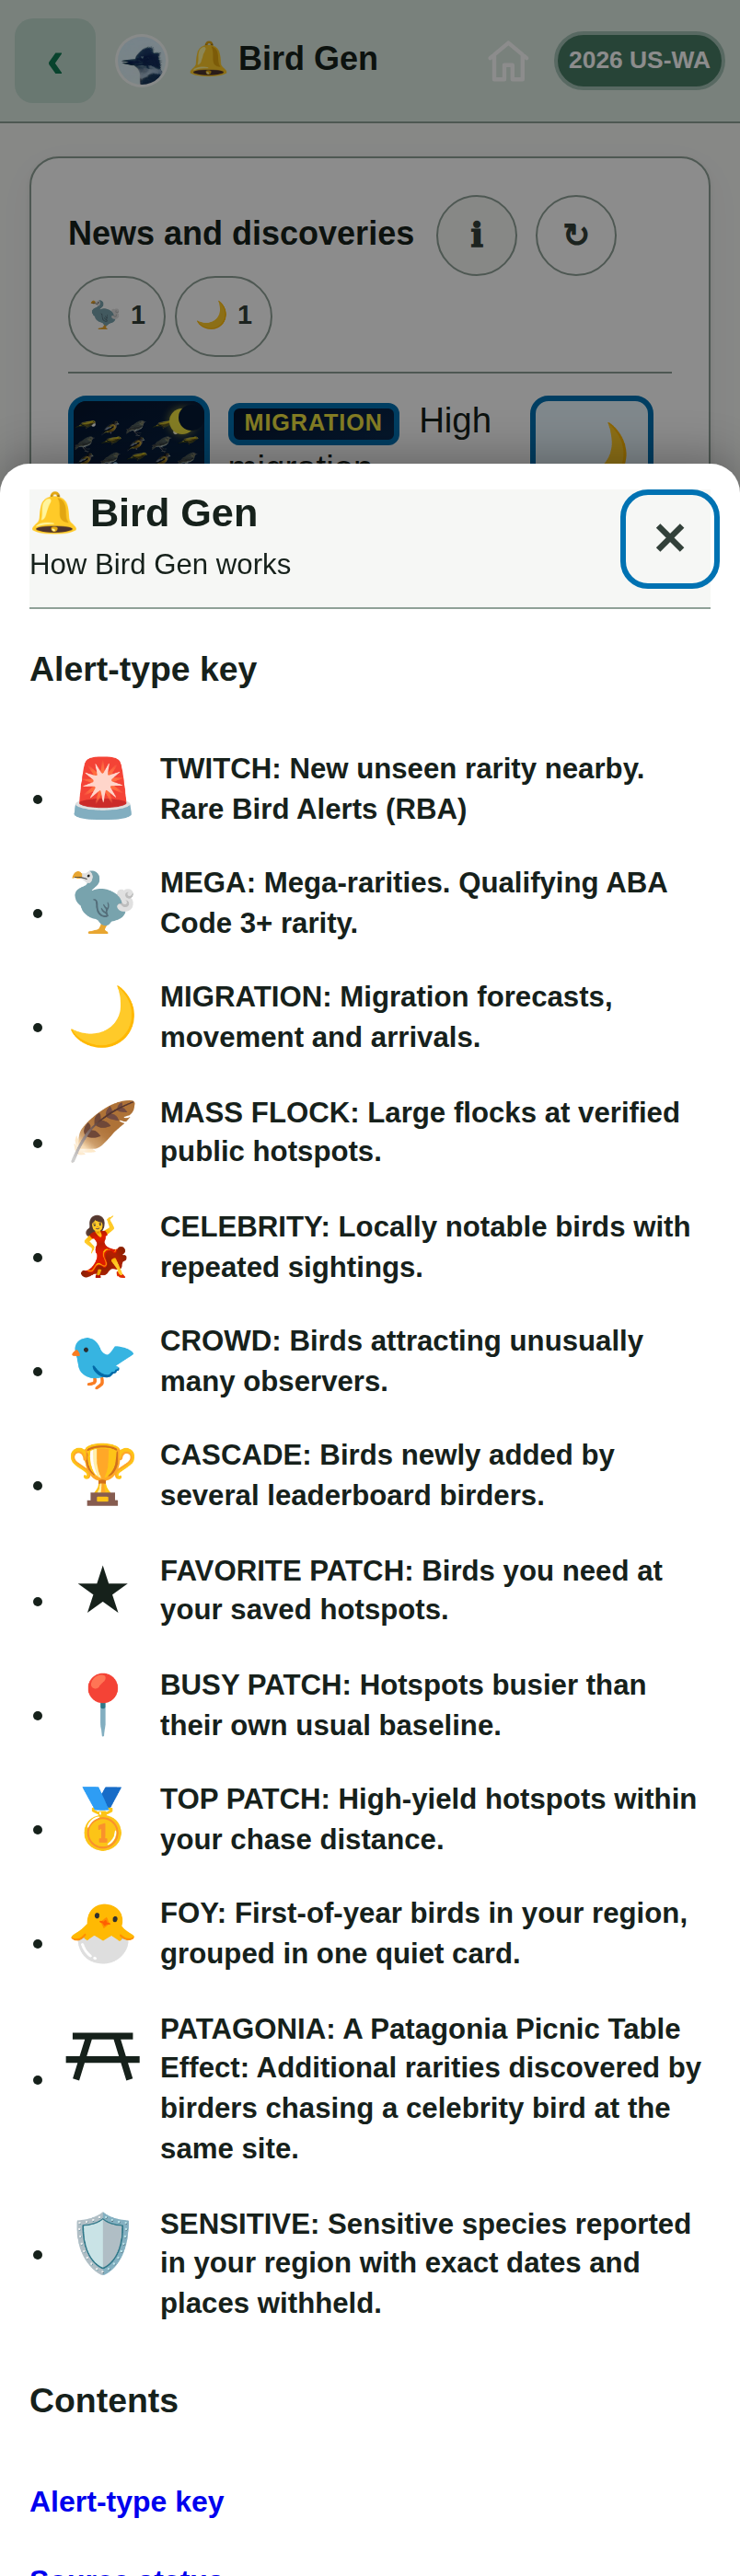 ‹ 🔔 Bird Gen 2026 US-WA
News and discoveries ℹ ↻
🦤 1 🌙 1
MIGRATION High
migration
🔔 Bird Gen ✕
How Bird Gen works
Alert-type key
• 🚨 TWITCH: New unseen rarity nearby.
Rare Bird Alerts (RBA)
• 🦤 MEGA: Mega-rarities. Qualifying ABA
Code 3+ rarity.
• 🌙 MIGRATION: Migration forecasts,
movement and arrivals.
• 🪶 MASS FLOCK: Large flocks at verified
public hotspots.
• 💃 CELEBRITY: Locally notable birds with
repeated sightings.
• 🐦 CROWD: Birds attracting unusually
many observers.
• 🏆 CASCADE: Birds newly added by
several leaderboard birders.
• ★ FAVORITE PATCH: Birds you need at
your saved hotspots.
• 📍 BUSY PATCH: Hotspots busier than
their own usual baseline.
• 🥇 TOP PATCH: High-yield hotspots within
your chase distance.
• 🐣 FOY: First-of-year birds in your region,
grouped in one quiet card.
• PATAGONIA: A Patagonia Picnic Table
Effect: Additional rarities discovered by
birders chasing a celebrity bird at the
same site.
• 🛡️ SENSITIVE: Sensitive species reported
in your region with exact dates and
places withheld.
Contents
Alert-type key
Source status